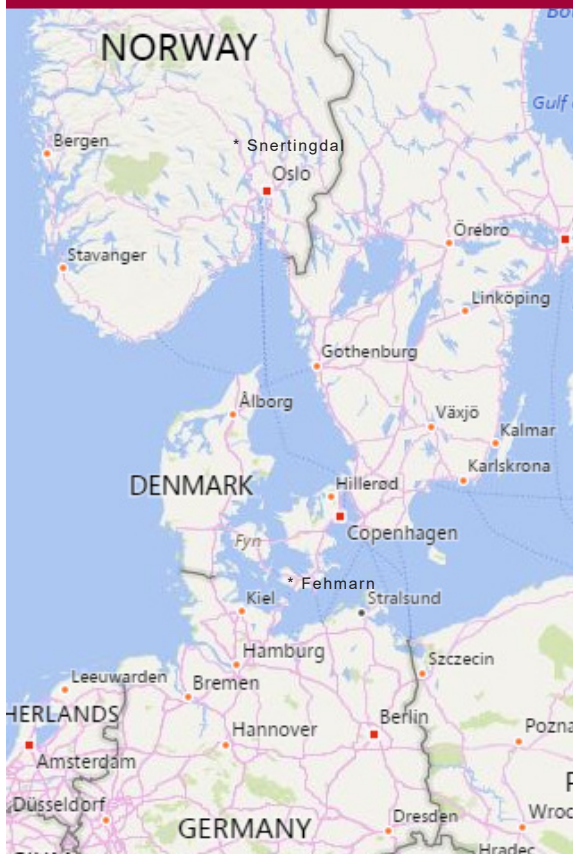 NORWAY
Gulf
Bergen
* Snertingdal
Oslo
Örebro
Stavanger
Linköping
Gothenburg
Ålborg
Växjö
Kalmar
Karlskrona
DENMARK
Hillerød
Copenhagen
Fyn
* Fehmarn
Kiel
Stralsund
Hamburg
Szczecin
Leeuwarden
Bremen
HERLANDS
Hannover
Berlin
Pozna
Amsterdam
Düsseldorf
Dresden
Wroc
GERMANY
Hradec